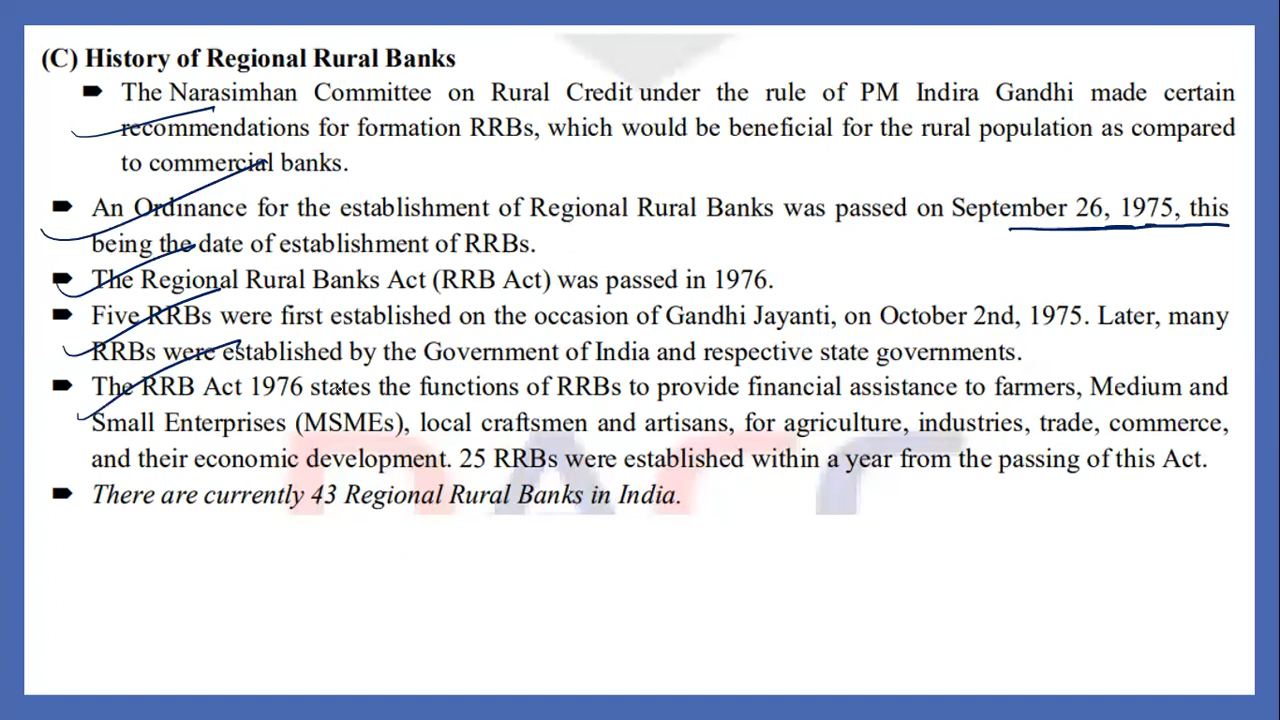 (C) History of Regional Rural Banks
The Narasimhan Committee on Rural Credit under the rule of PM Indira Gandhi made certain
recommendations for formation RRBs, which would be beneficial for the rural population as compared
to commercial banks.
An Ordinance for the establishment of Regional Rural Banks was passed on September 26, 1975, this
being the date of establishment of RRBs.
The Regional Rural Banks Act (RRB Act) was passed in 1976.
Five RRBs were first established on the occasion of Gandhi Jayanti, on October 2nd, 1975. Later, many
RRBs were established by the Government of India and respective state governments.
The RRB Act 1976 states the functions of RRBs to provide financial assistance to farmers, Medium and
Small Enterprises (MSMEs), local craftsmen and artisans, for agriculture, industries, trade, commerce,
and their economic development. 25 RRBs were established within a year from the passing of this Act.
There are currently 43 Regional Rural Banks in India.